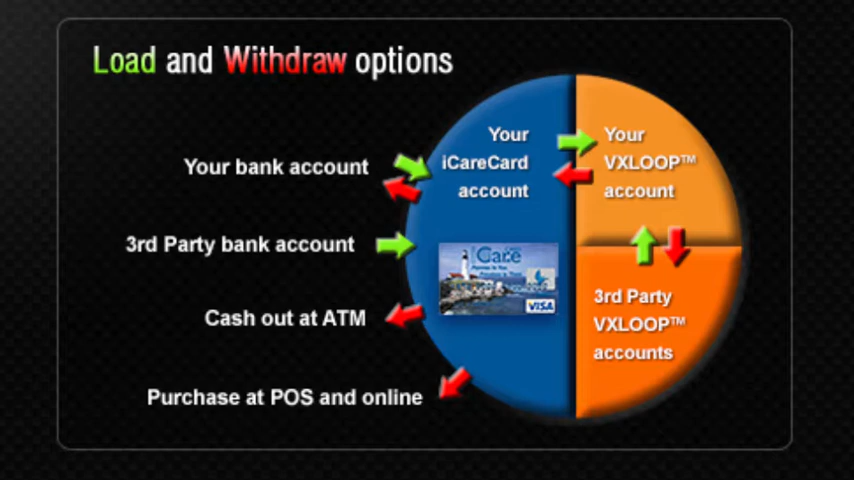 Load and Withdraw options
Your bank account
3rd Party bank account
Cash out at ATM
Purchase at POS and online
Your
iCareCard
account
Care
VISA
Your
VXLOOP™
account
3rd Party
VXLOOP™
accounts